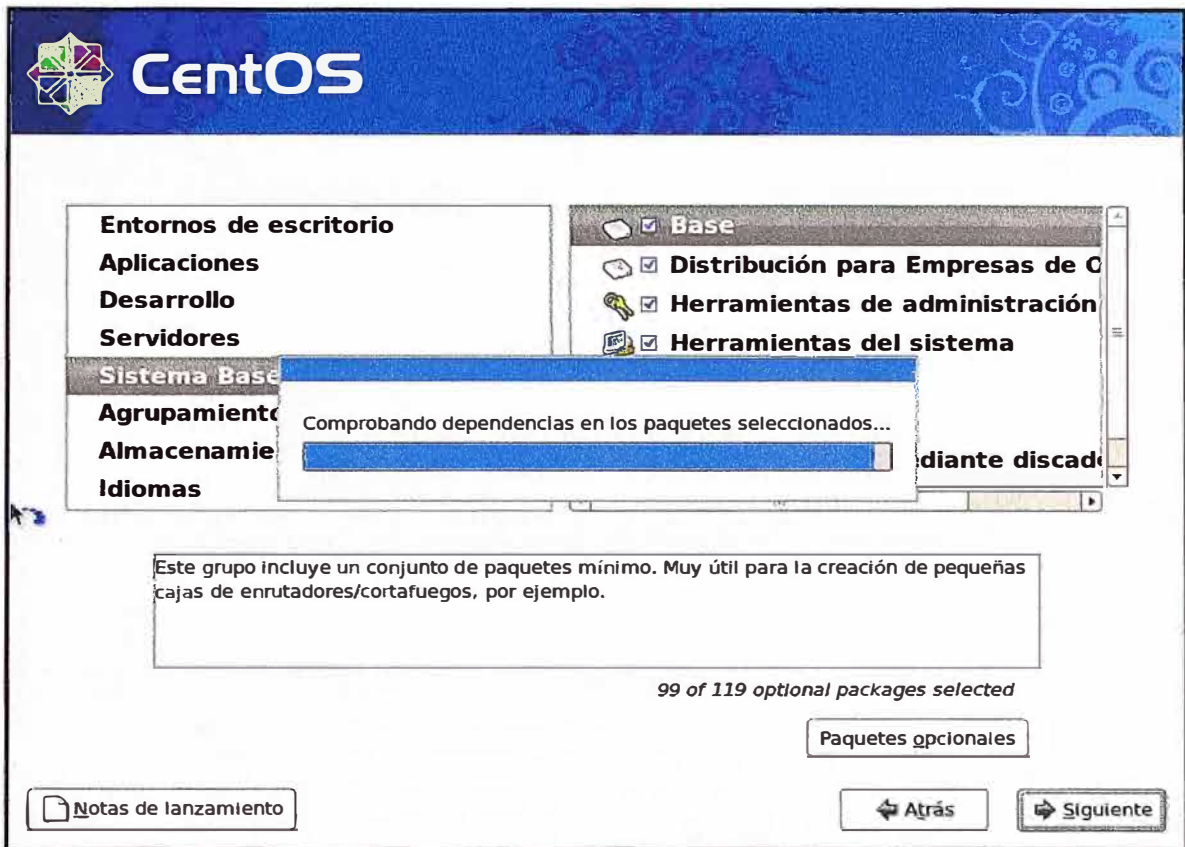 CentOS
Entornos de escritorio
Aplicaciones
Desarrollo
Servidores
Sistema Base
Agrupamiento
Almacenamie
Idiomas
Base
Distribución para Empresas de
Herramientas de administración
Herramientas del sistema
diante discad
Comprobando dependencias en los paquetes seleccionados...
Este grupo incluye un conjunto de paquetes mínimo. Muy útil para la creación de pequeñas
cajas de enrutadores/cortafuegos, por ejemplo.
99 of 119 optional packages selected
Paquetes opcionales
Notas de lanzamiento
Atrás
Siguiente